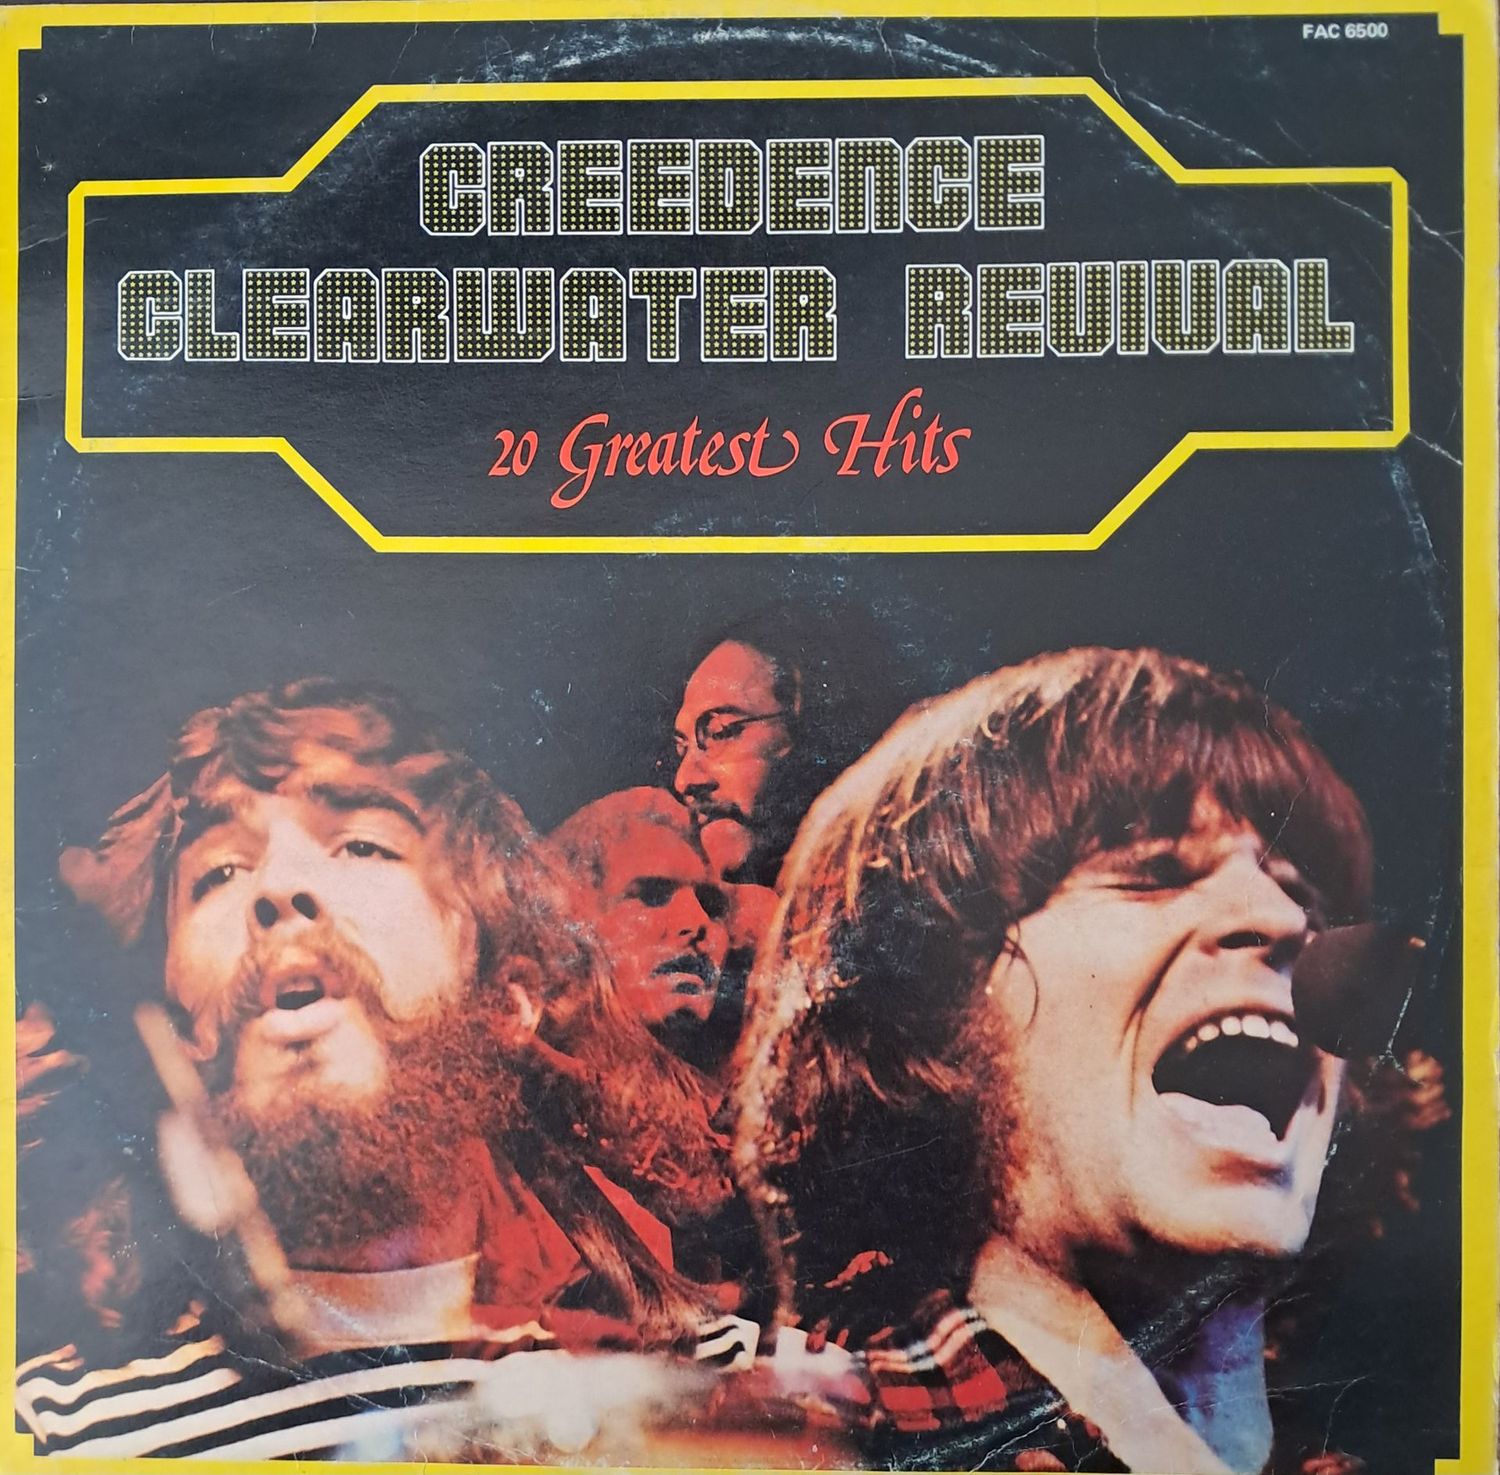 FAC 6500
CREEDENCE
CLEARWATER REVIVAL
20 Greatest Hits